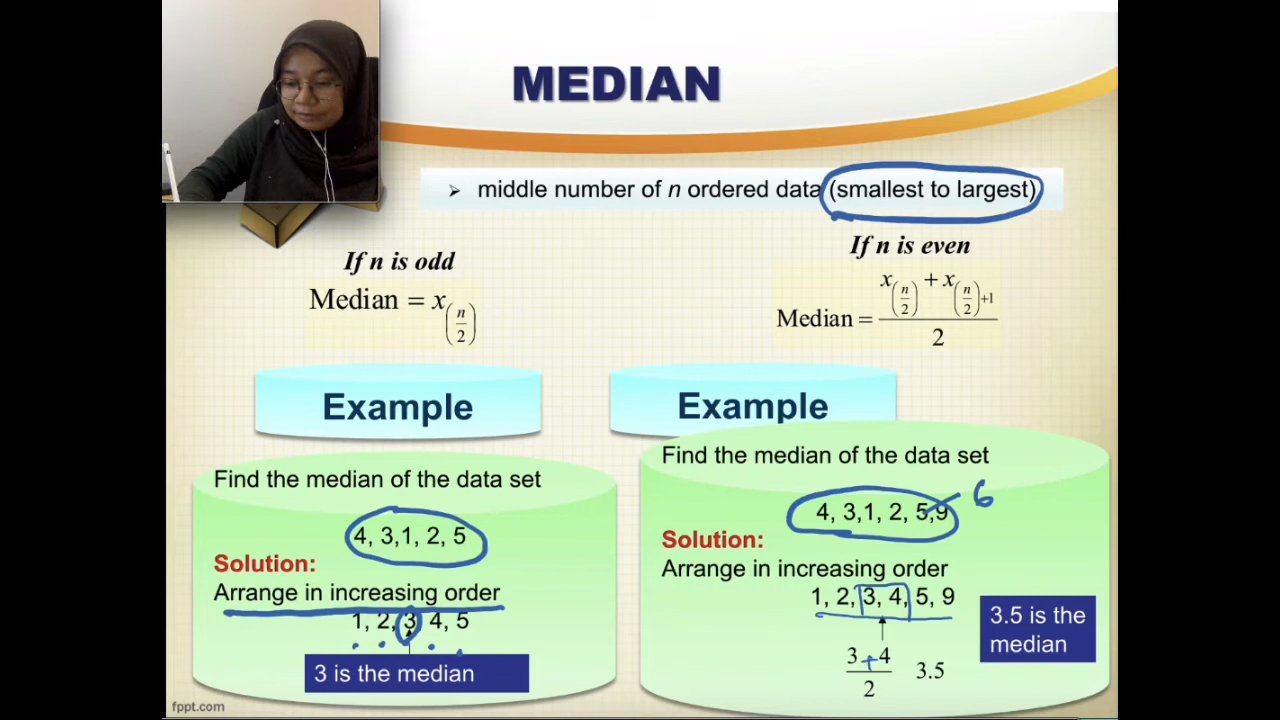 MEDIAN
➢ middle number of n ordered data (smallest to largest)
If n is odd
Median = x_(n/2)
If n is even
Median = (x_(n/2) + x_(n/2)+1) / 2
Example
Find the median of the data set
4, 3,1, 2, 5
Solution:
Arrange in increasing order
1, 2, 3, 4, 5
3 is the median
Example
Find the median of the data set
4, 3,1, 2, 5,9
6
Solution:
Arrange in increasing order
1, 2, 3, 4, 5, 9
3+4
2
3.5
3.5 is the
median
fppt.com